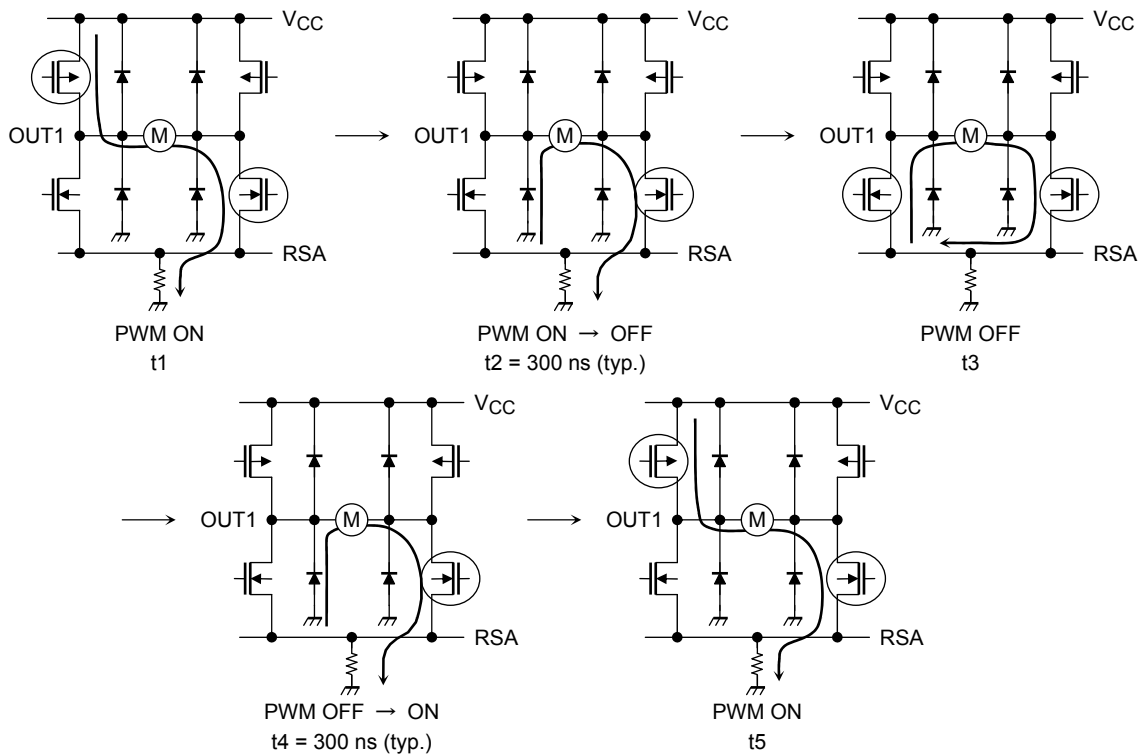 VCC
OUT1
M
RSA
PWM ON
t1
VCC
OUT1
M
RSA
PWM ON → OFF
t2 = 300 ns (typ.)
VCC
OUT1
M
RSA
PWM OFF
t3
VCC
OUT1
M
RSA
PWM OFF → ON
t4 = 300 ns (typ.)
VCC
OUT1
M
RSA
PWM ON
t5